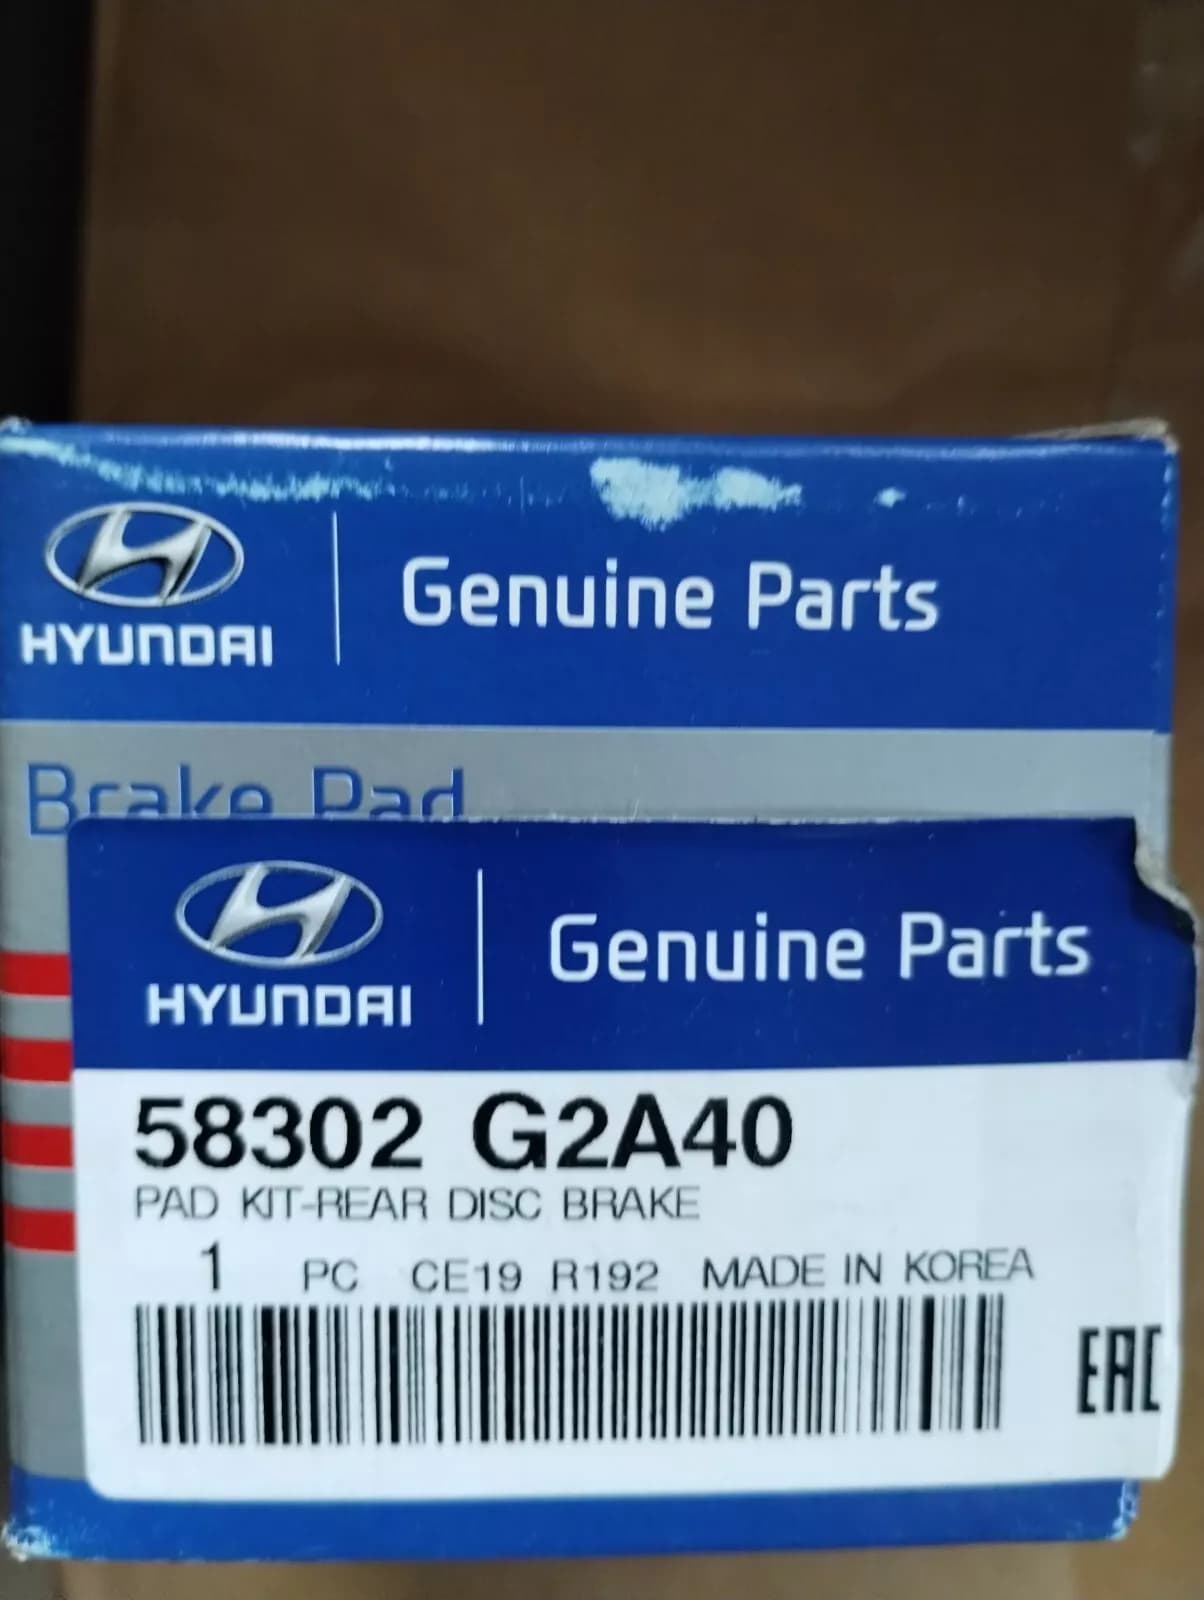 HYUNDAI
Genuine Parts
Brake Pad
HYUNDAI
Genuine Parts
58302 G2A40
PAD KIT-REAR DISC BRAKE
1 PC CE19 R192 MADE IN KOREA
EAC